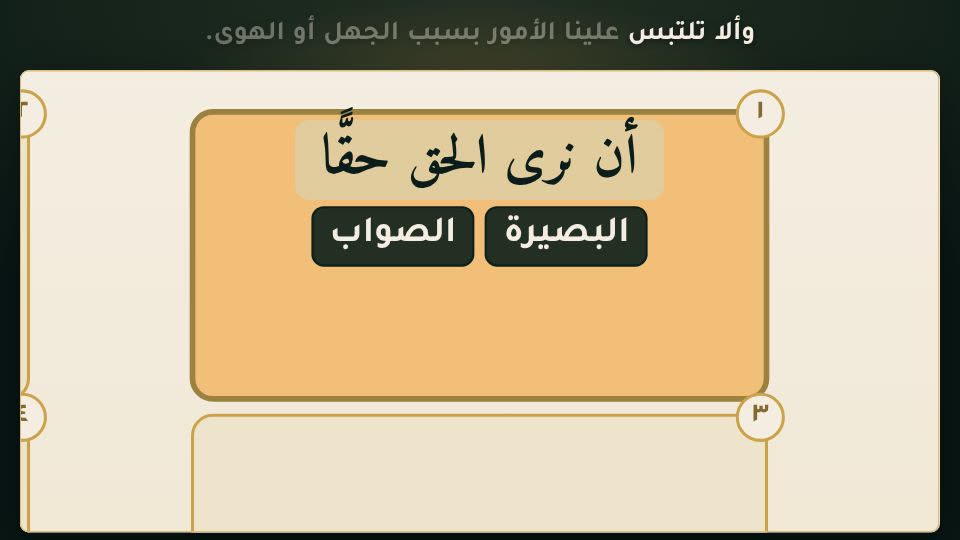 وألا تلتبس علينا الأمور بسبب الجهل أو الهوى.
١
أن نرى الحق حقًّا
البصيرة الصواب
٣